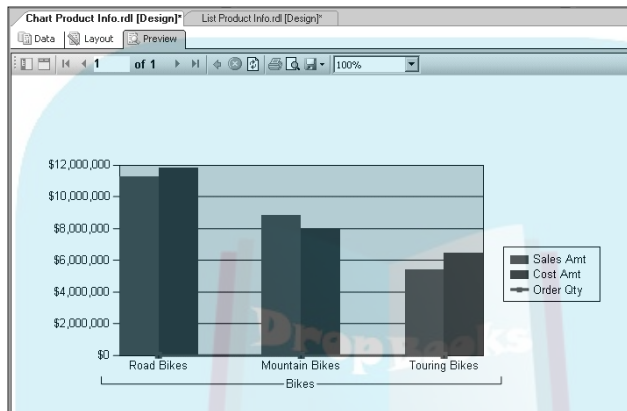 Chart Product Info.rdl [Design]* List Product Info.rdl [Design]*
Data Layout Preview
1 of 1 100%
$12,000,000
$10,000,000
$8,000,000
$6,000,000
$4,000,000
$2,000,000
$0
Sales Amt
Cost Amt
Order Qty
Road Bikes Mountain Bikes Touring Bikes
Bikes
DropBooks